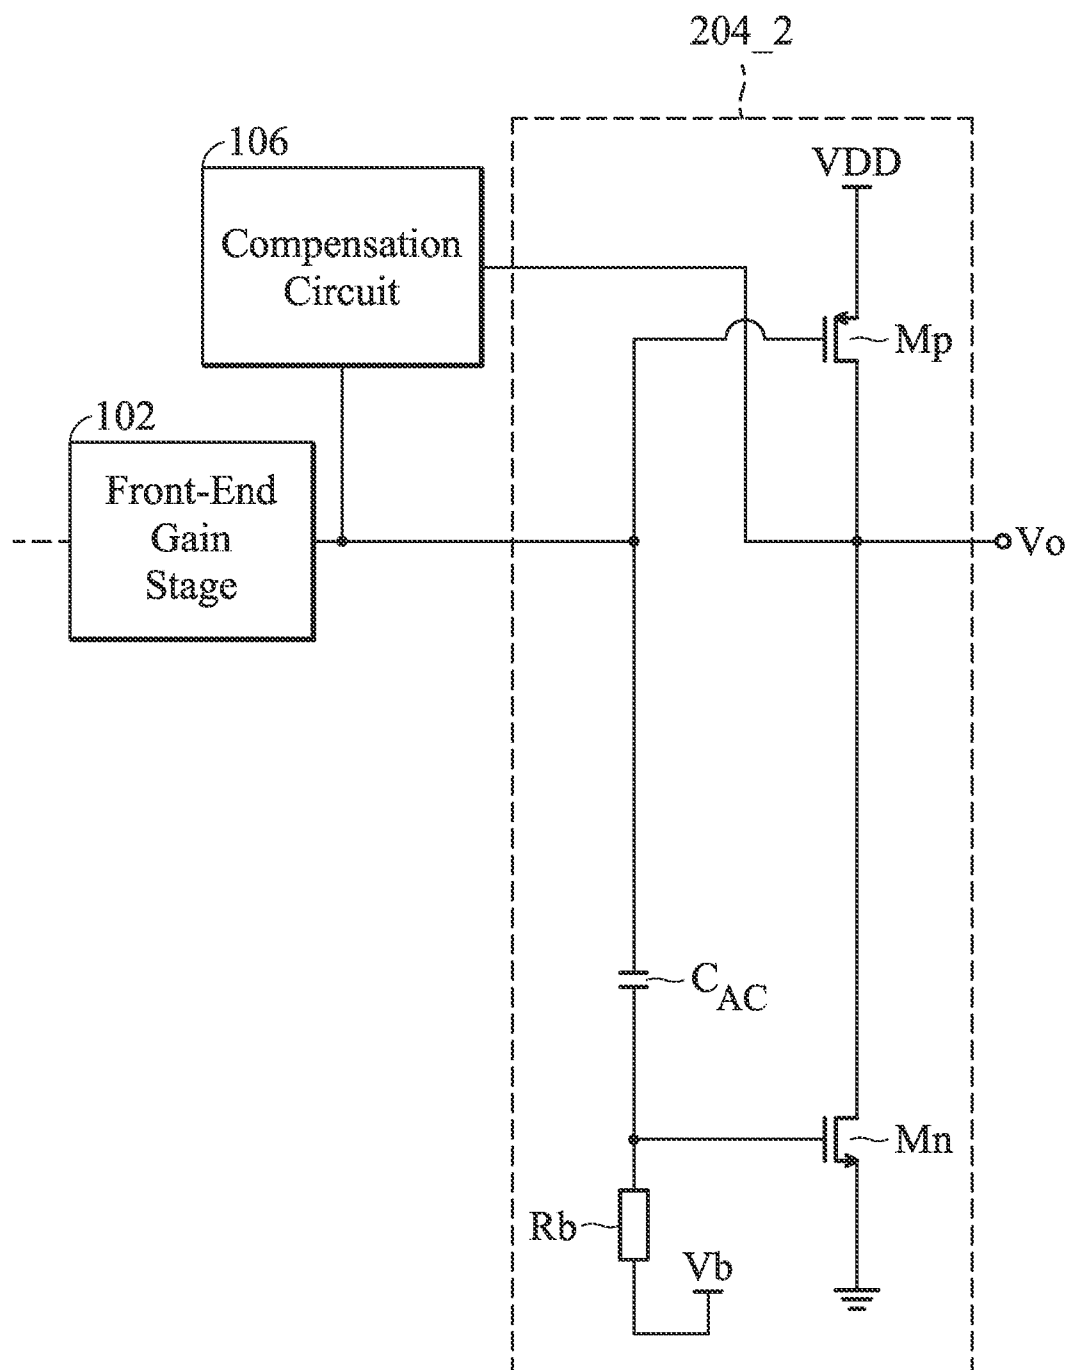 204_2
106
VDD
Compensation
Circuit
Mp
102
Front-End
Gain
Stage
Vo
CAC
Mn
Rb
Vb